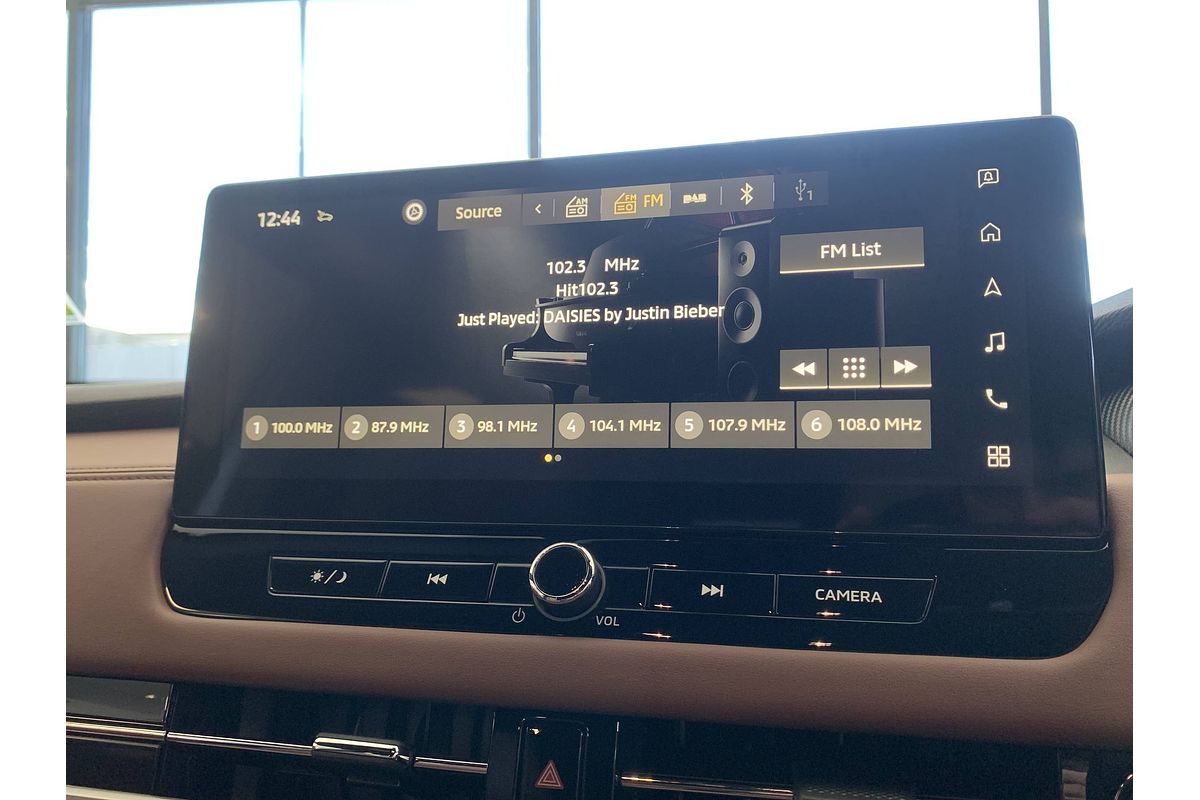 12:44
Source
AM
FM FM
DAB
1
102.3 MHz
Hit102.3
Just Played: DAISIES by Justin Bieber
FM List
1 100.0 MHz
2 87.9 MHz
3 98.1 MHz
4 104.1 MHz
5 107.9 MHz
6 108.0 MHz
VOL
CAMERA